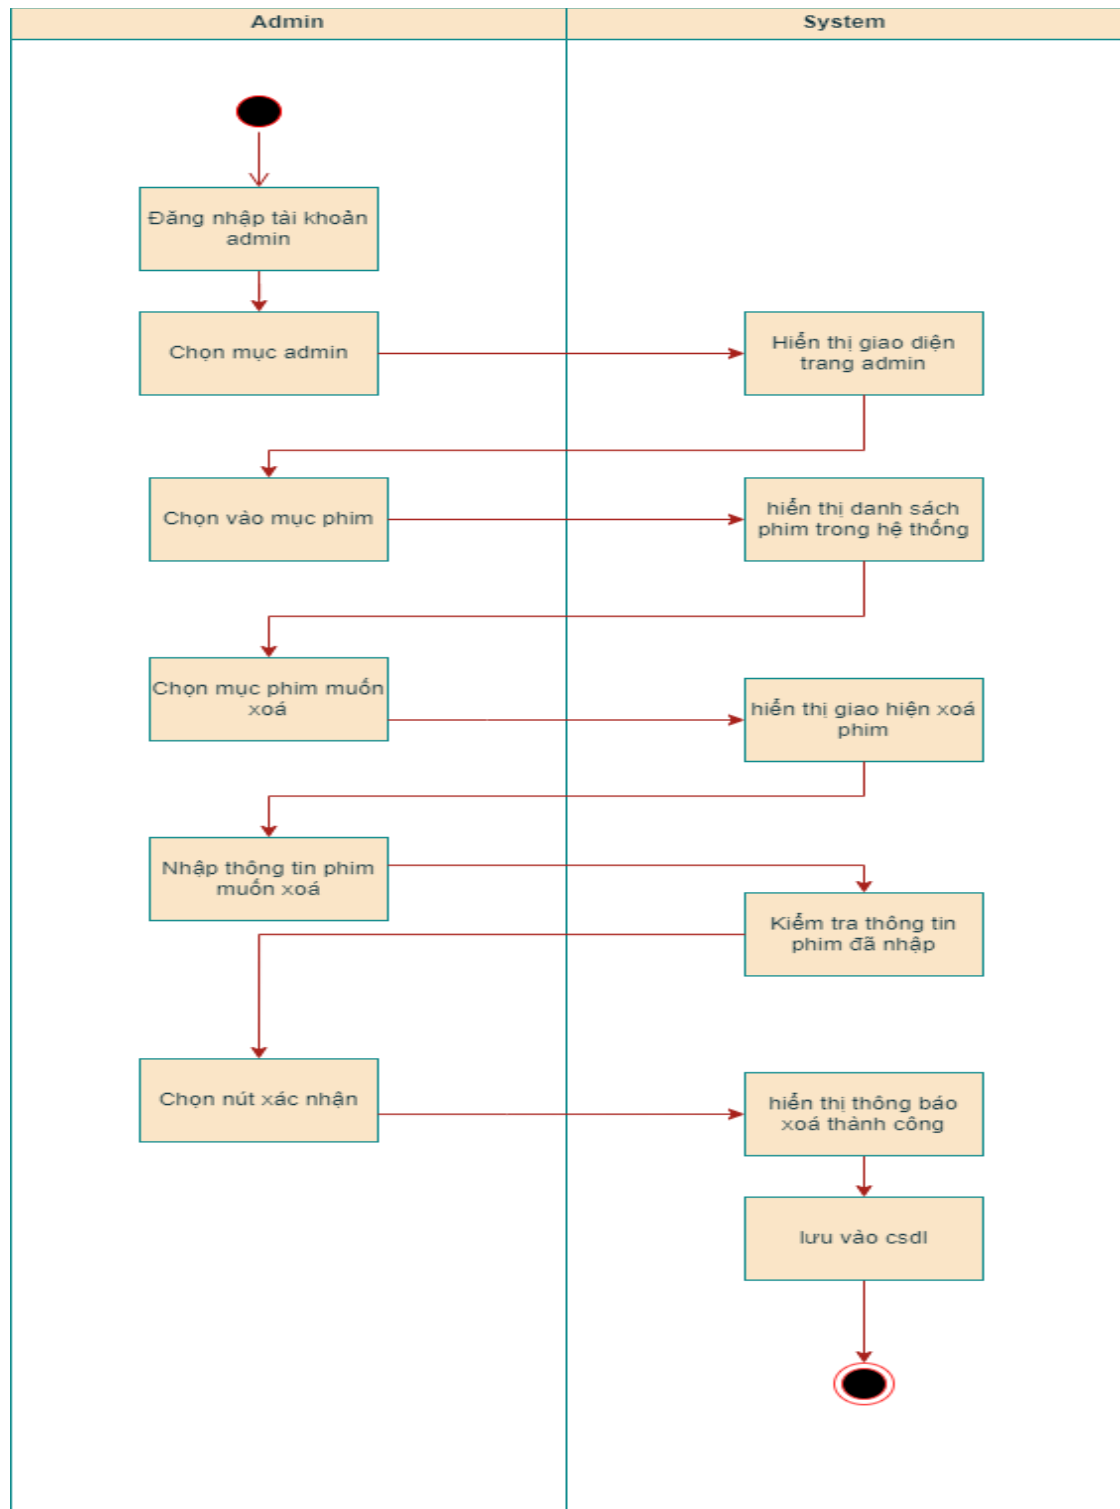 Admin
System
Đăng nhập tài khoản
admin
Chọn mục admin
Hiển thị giao diện
trang admin
Chọn vào mục phim
hiển thị danh sách
phim trong hệ thống
Chọn mục phim muốn
xoá
hiển thị giao hiện xoá
phim
Nhập thông tin phim
muốn xoá
Kiểm tra thông tin
phim đã nhập
Chọn nút xác nhận
hiển thị thông báo
xoá thành công
lưu vào csdl